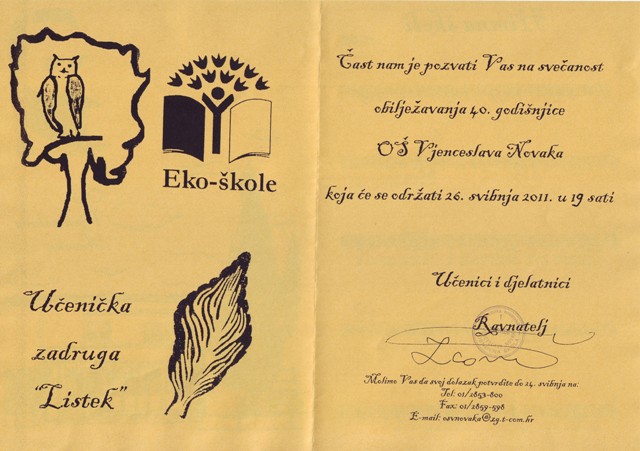 Eko-škole
Učenička
zadruga
"Listek"
Čast nam je pozvati Vas na svečanost
obilježavanja 40. godišnjice
OŠ Vjenceslava Novaka
koja će se održati 26. svibnja 2011. u 19 sati
Učenici i djelatnici
Ravnatelj
Molimo Vas da svoj dolazak potvrdite do 24. svibnja na:
Tel: 01/2853-800
Fax: 01/2859-598
E-mail: osvnovaka@zg.t-com.hr